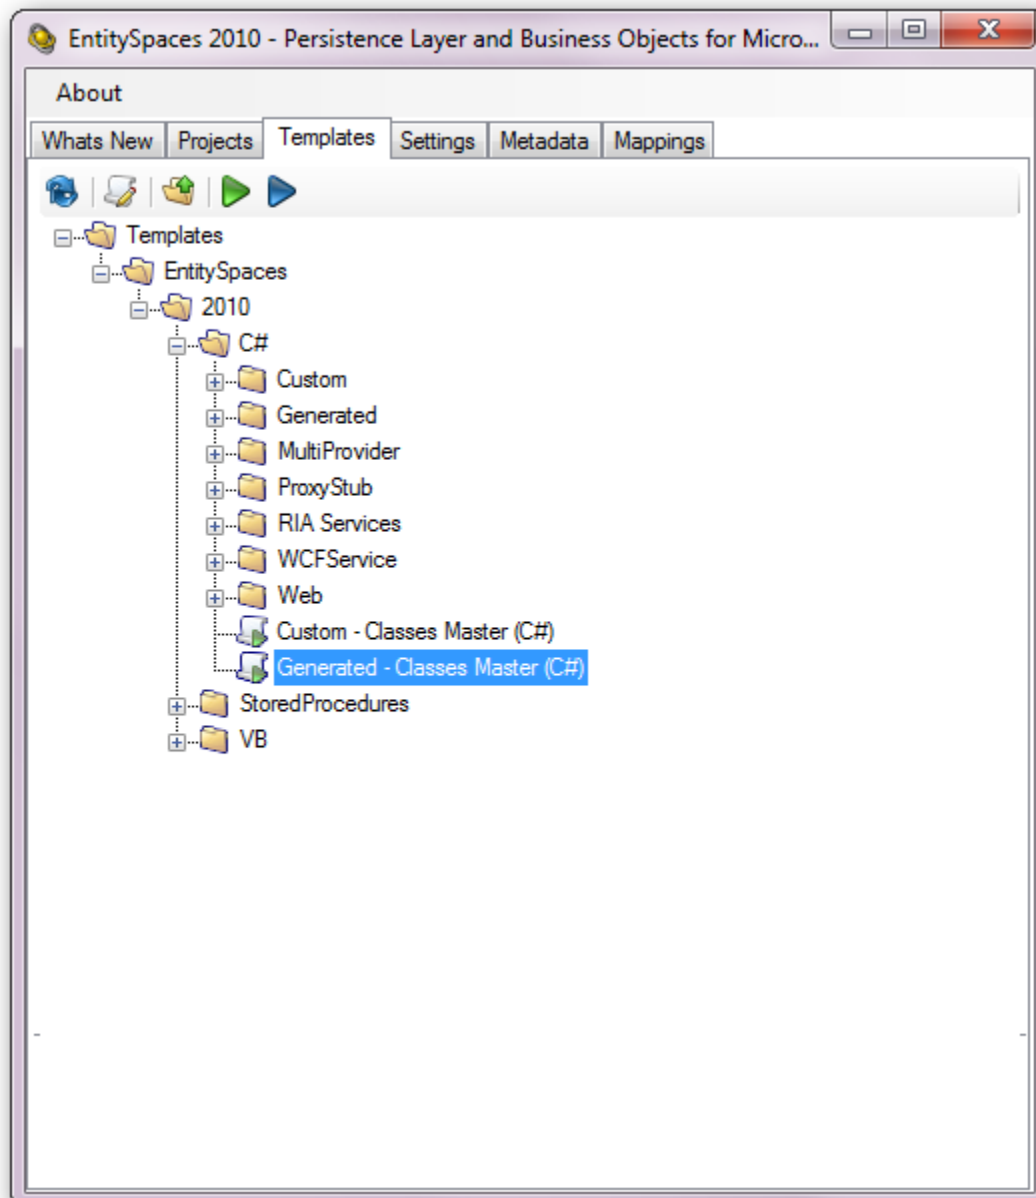 EntitySpaces 2010 - Persistence Layer and Business Objects for Micro...
About
Whats New Projects Templates Settings Metadata Mappings
Templates
EntitySpaces
2010
C#
Custom
Generated
MultiProvider
ProxyStub
RIA Services
WCFService
Web
Custom - Classes Master (C#)
Generated - Classes Master (C#)
StoredProcedures
VB